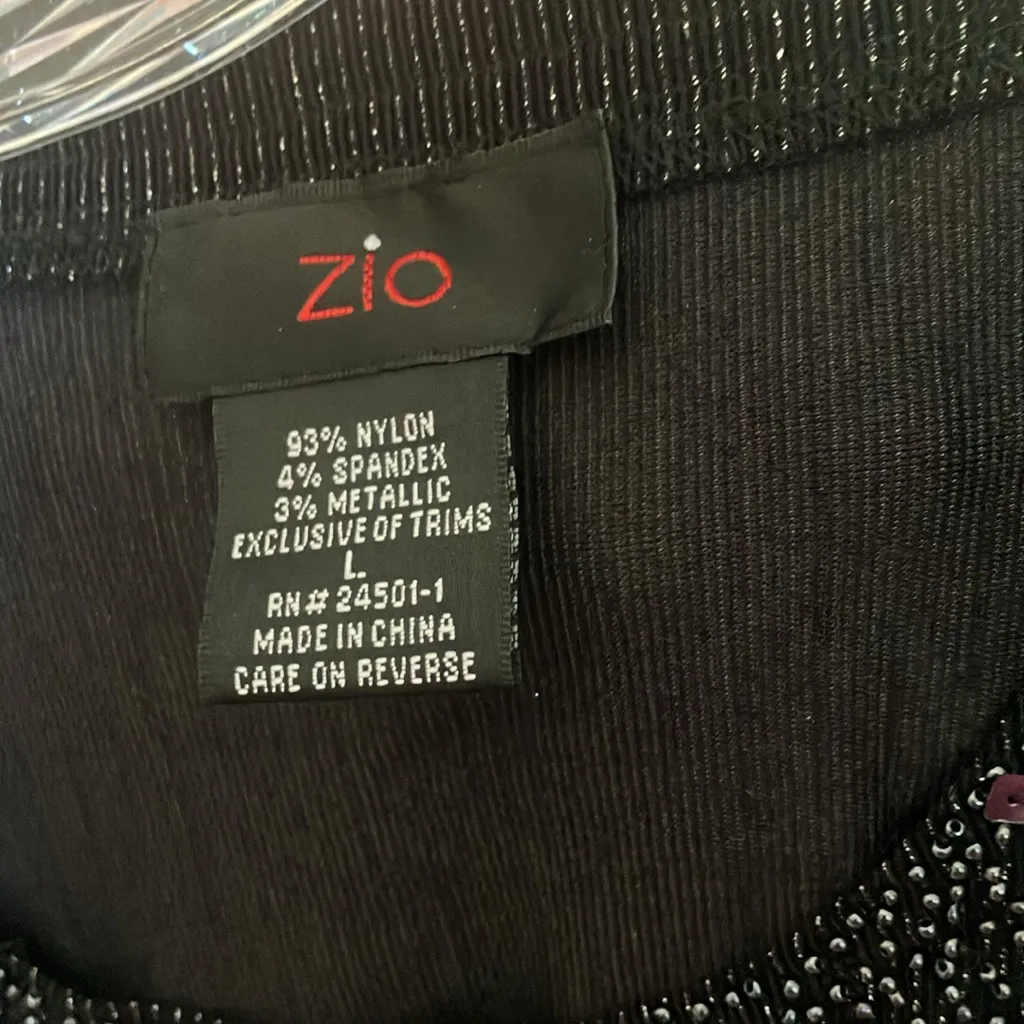 zio
93% NYLON
4% SPANDEX
3% METALLIC
EXCLUSIVE OF TRIMS
L
RN# 24501-1
MADE IN CHINA
CARE ON REVERSE